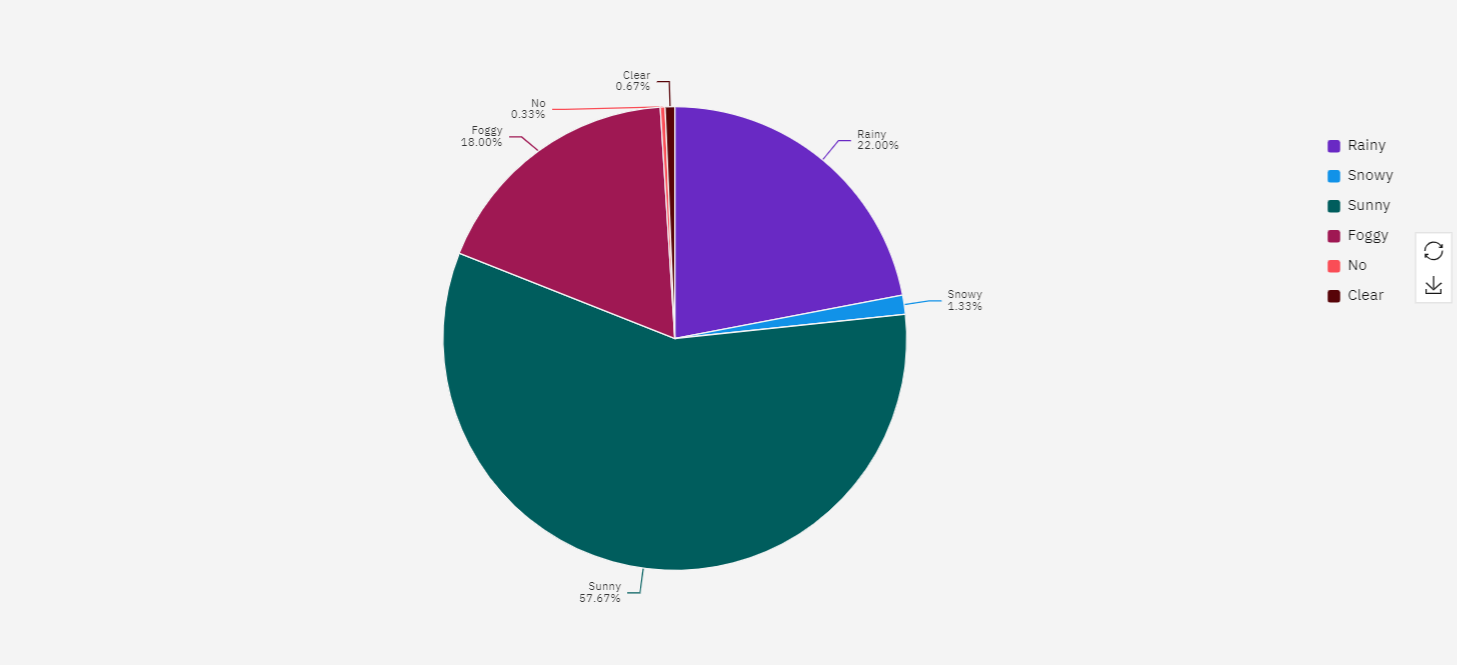 Clear
0.67%
No
0.33%
Foggy
18.00%
Rainy
22.00%
Snowy
1.33%
Sunny
57.67%
Rainy
Snowy
Sunny
Foggy
No
Clear